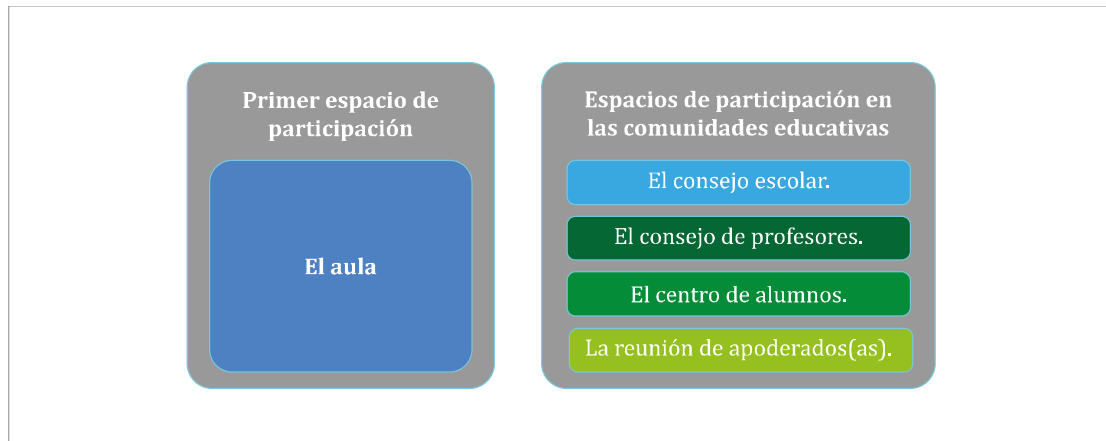 Primer espacio de
participación
El aula
Espacios de participación en
las comunidades educativas
El consejo escolar.
El consejo de profesores.
El centro de alumnos.
La reunión de apoderados(as).